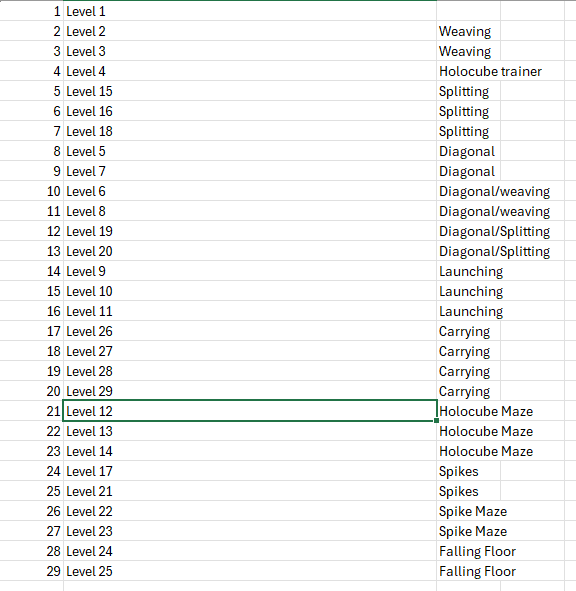 1 Level 1
2 Level 2 Weaving
3 Level 3 Weaving
4 Level 4 Holocube trainer
5 Level 15 Splitting
6 Level 16 Splitting
7 Level 18 Splitting
8 Level 5 Diagonal
9 Level 7 Diagonal
10 Level 6 Diagonal/weaving
11 Level 8 Diagonal/weaving
12 Level 19 Diagonal/Splitting
13 Level 20 Diagonal/Splitting
14 Level 9 Launching
15 Level 10 Launching
16 Level 11 Launching
17 Level 26 Carrying
18 Level 27 Carrying
19 Level 28 Carrying
20 Level 29 Carrying
21 Level 12 Holocube Maze
22 Level 13 Holocube Maze
23 Level 14 Holocube Maze
24 Level 17 Spikes
25 Level 21 Spikes
26 Level 22 Spike Maze
27 Level 23 Spike Maze
28 Level 24 Falling Floor
29 Level 25 Falling Floor